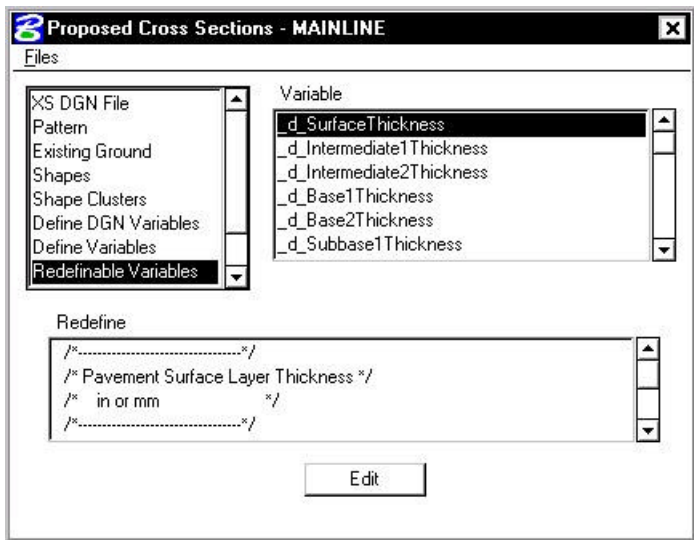 Proposed Cross Sections - MAINLINE
Files
XS DGN File
Pattern
Existing Ground
Shapes
Shape Clusters
Define DGN Variables
Define Variables
Redefinable Variables
Variable
_d_SurfaceThickness
_d_Intermediate1Thickness
_d_Intermediate2Thickness
_d_Base1Thickness
_d_Base2Thickness
_d_Subbase1Thickness
Redefine
/*---------------------------------*/
/* Pavement Surface Layer Thickness */
/*    in or mm    */
/*---------------------------------*/
Edit